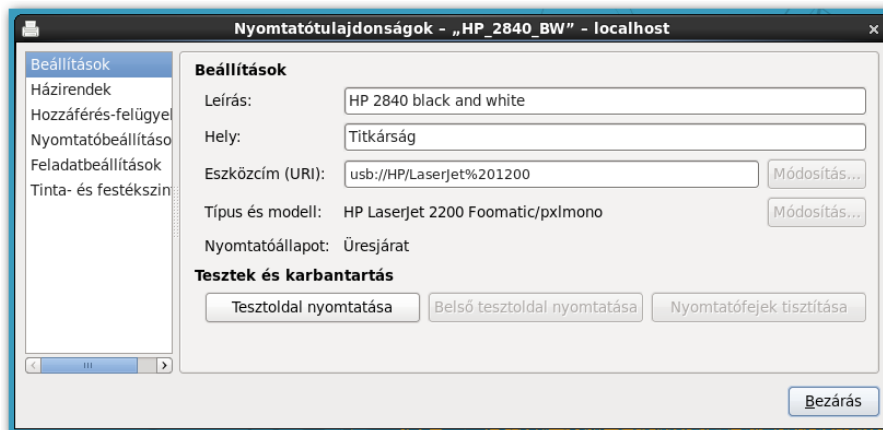 Nyomtatótulajdonságok – „HP_2840_BW” – localhost
Beállítások
Házirendek
Hozzáférés-felügyel
Nyomtatóbeállításo
Feladatbeállítások
Tinta- és festékszin
Beállítások
Leírás: HP 2840 black and white
Hely: Titkárság
Eszközcím (URI): usb://HP/LaserJet%201200 Módosítás...
Típus és modell: HP LaserJet 2200 Foomatic/pxlmono Módosítás...
Nyomtatóállapot: Üresjárat
Tesztek és karbantartás
Tesztoldal nyomtatása Belső tesztoldal nyomtatása Nyomtatófejek tisztítása
Bezárás